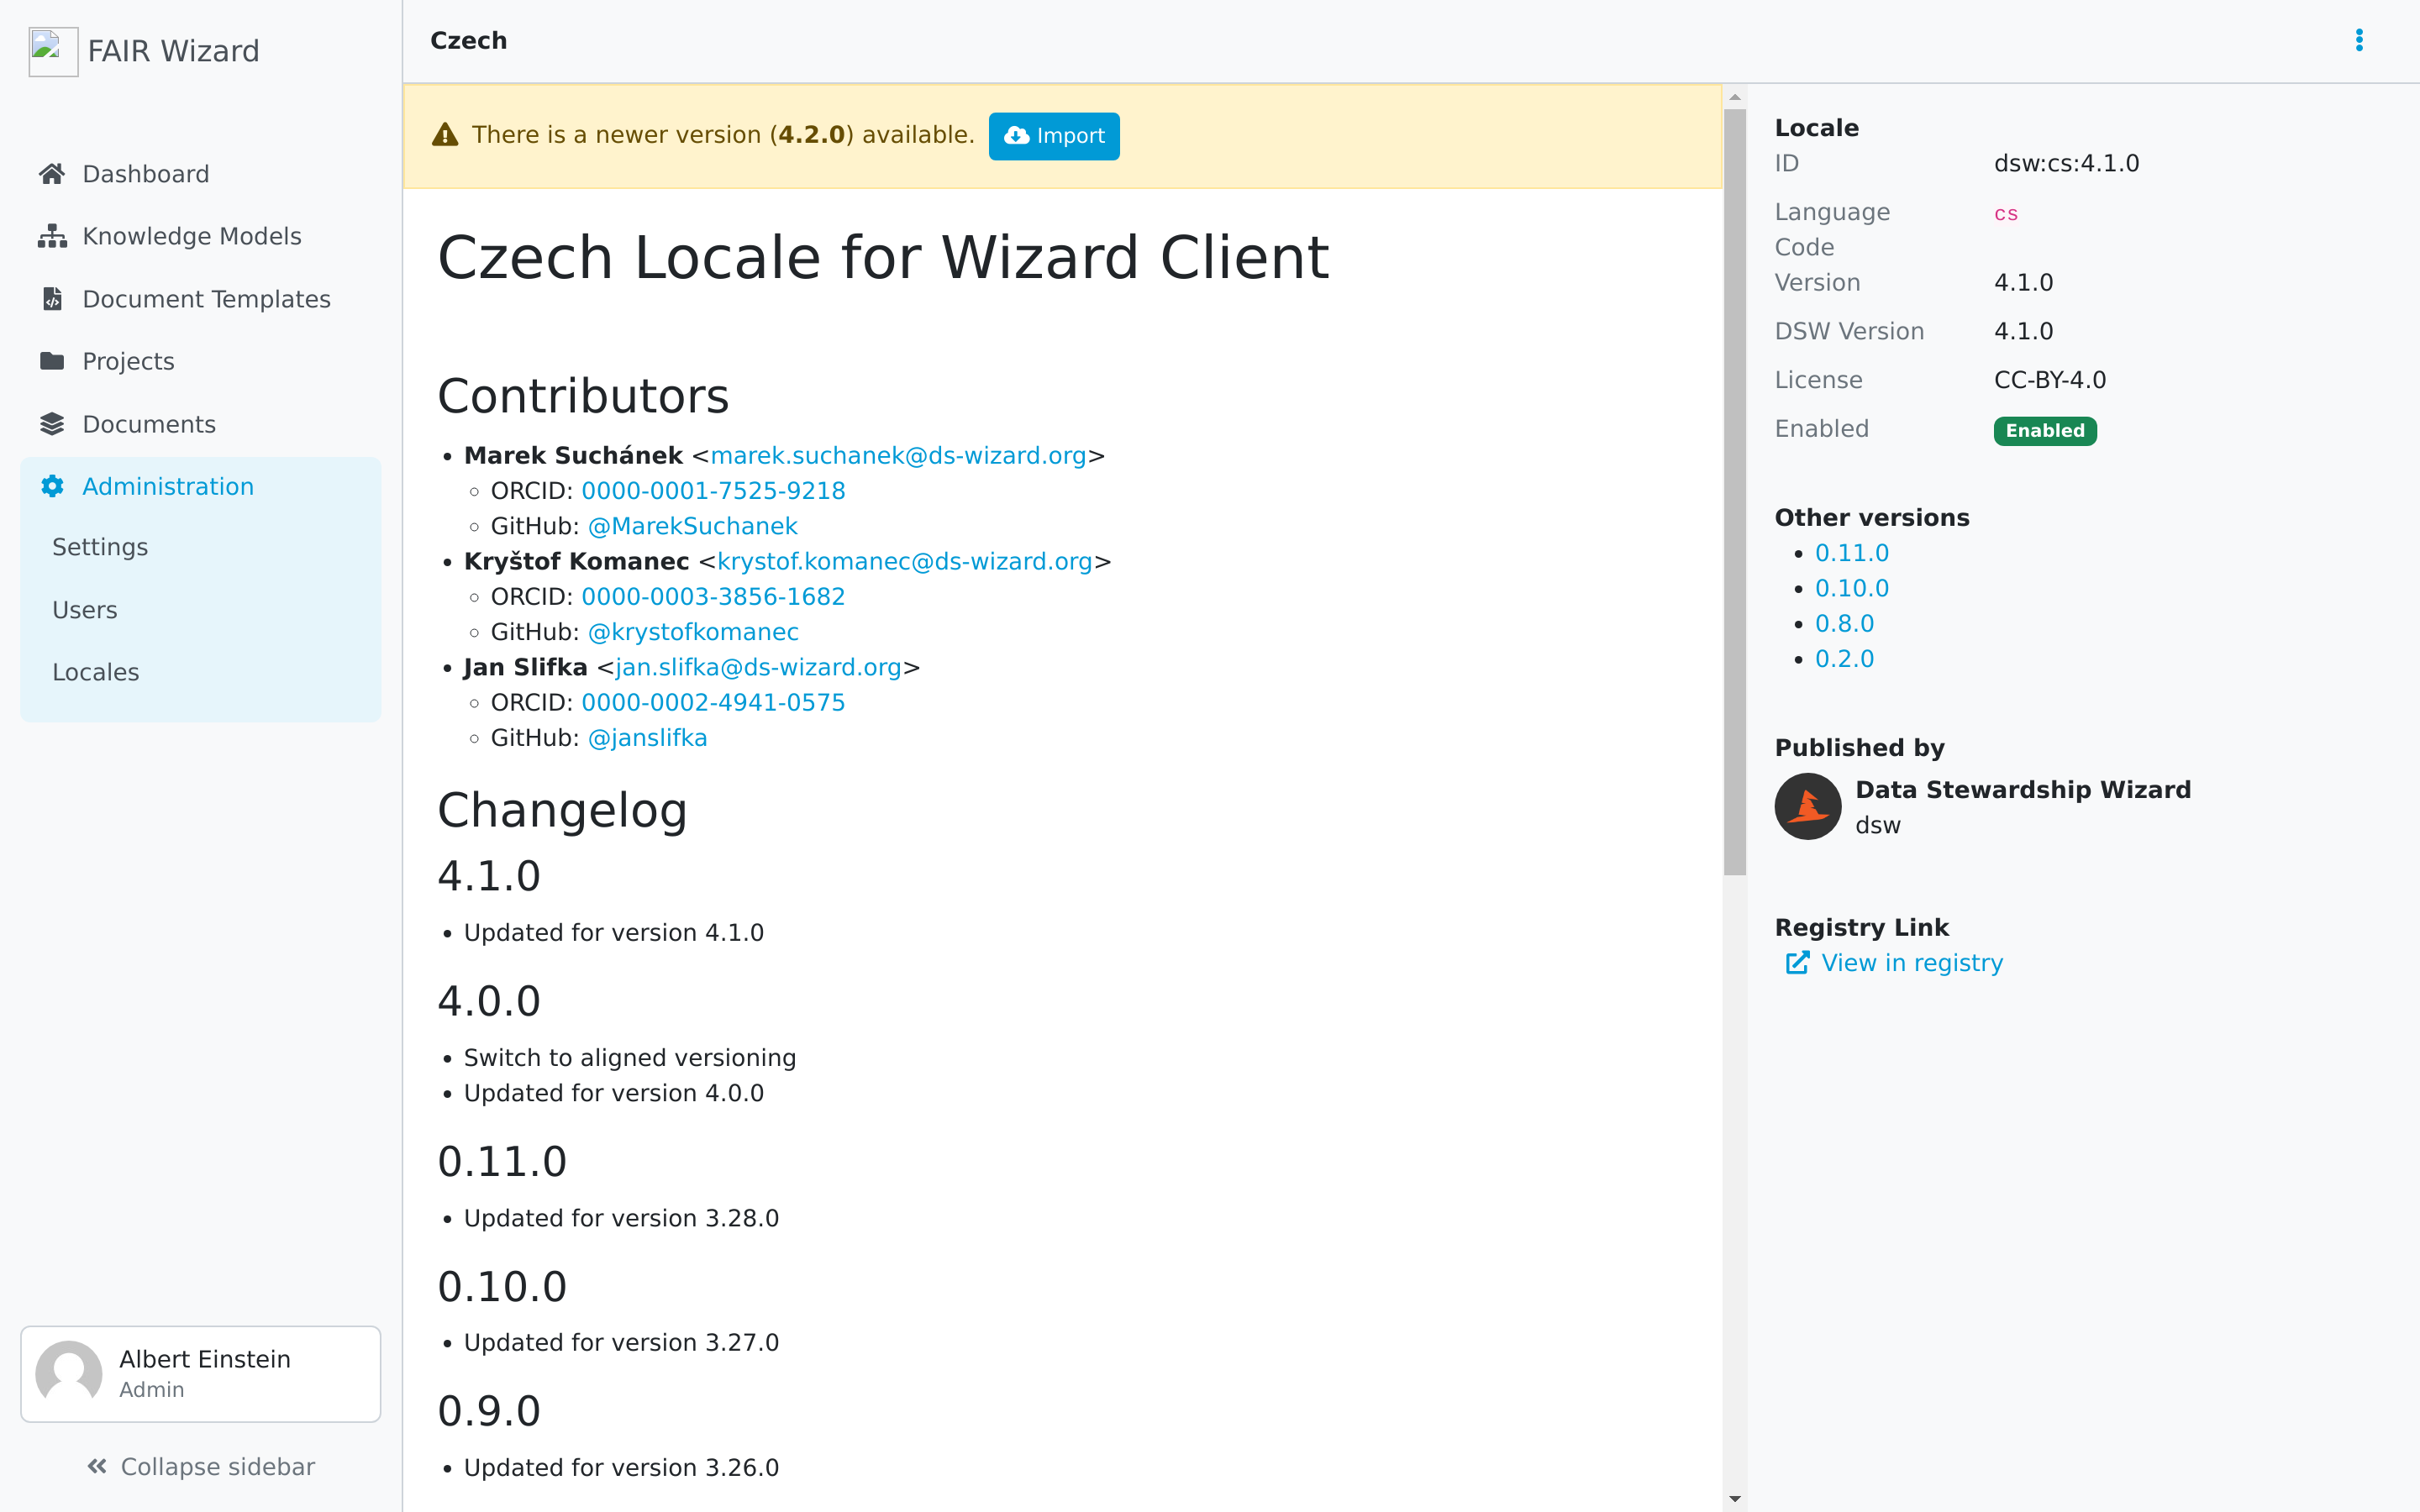 FAIR Wizard
Dashboard
Knowledge Models
Document Templates
Projects
Documents
Administration
Settings
Users
Locales
Albert Einstein
Admin
Collapse sidebar
Czech
There is a newer version (4.2.0) available. Import
Czech Locale for Wizard Client
Contributors
Marek Suchánek <marek.suchanek@ds-wizard.org>
ORCID: 0000-0001-7525-9218
GitHub: @MarekSuchanek
Kryštof Komanec <krystof.komanec@ds-wizard.org>
ORCID: 0000-0003-3856-1682
GitHub: @krystofkomanec
Jan Slifka <jan.slifka@ds-wizard.org>
ORCID: 0000-0002-4941-0575
GitHub: @janslifka
Changelog
4.1.0
Updated for version 4.1.0
4.0.0
Switch to aligned versioning
Updated for version 4.0.0
0.11.0
Updated for version 3.28.0
0.10.0
Updated for version 3.27.0
0.9.0
Updated for version 3.26.0
Locale
ID dsw:cs:4.1.0
Language cs
Code
Version 4.1.0
DSW Version 4.1.0
License CC-BY-4.0
Enabled Enabled
Other versions
0.11.0
0.10.0
0.8.0
0.2.0
Published by
Data Stewardship Wizard
dsw
Registry Link
View in registry